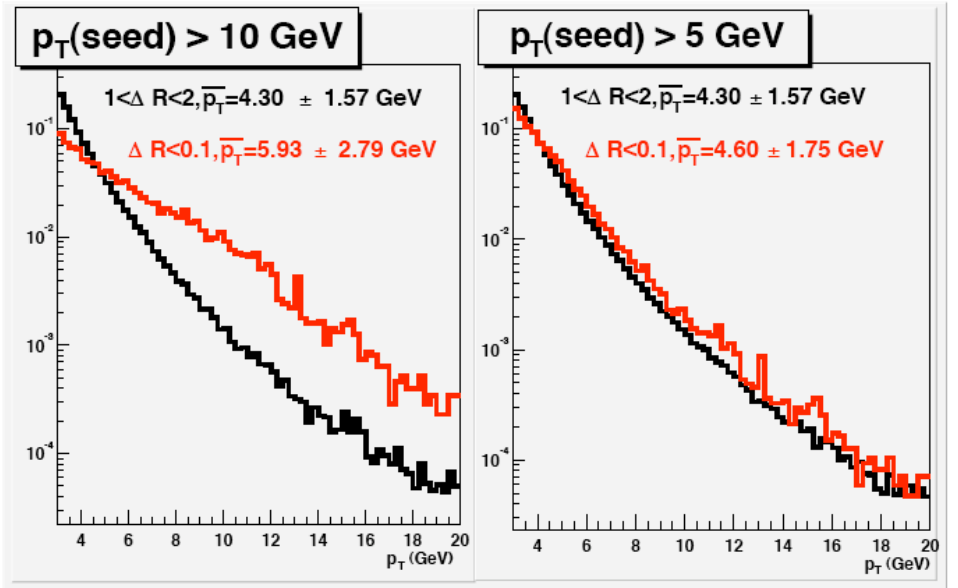 p_T(seed) > 10 GeV
1<Δ R<2,p̅_T=4.30 ± 1.57 GeV
Δ R<0.1,p̅_T=5.93 ± 2.79 GeV
10⁻¹
10⁻²
10⁻³
10⁻⁴
4 6 8 10 12 14 16 18 20
p_T (GeV)
p_T(seed) > 5 GeV
1<Δ R<2,p̅_T=4.30 ± 1.57 GeV
Δ R<0.1,p̅_T=4.60 ± 1.75 GeV
10⁻¹
10⁻²
10⁻³
10⁻⁴
4 6 8 10 12 14 16 18 20
p_T (GeV)